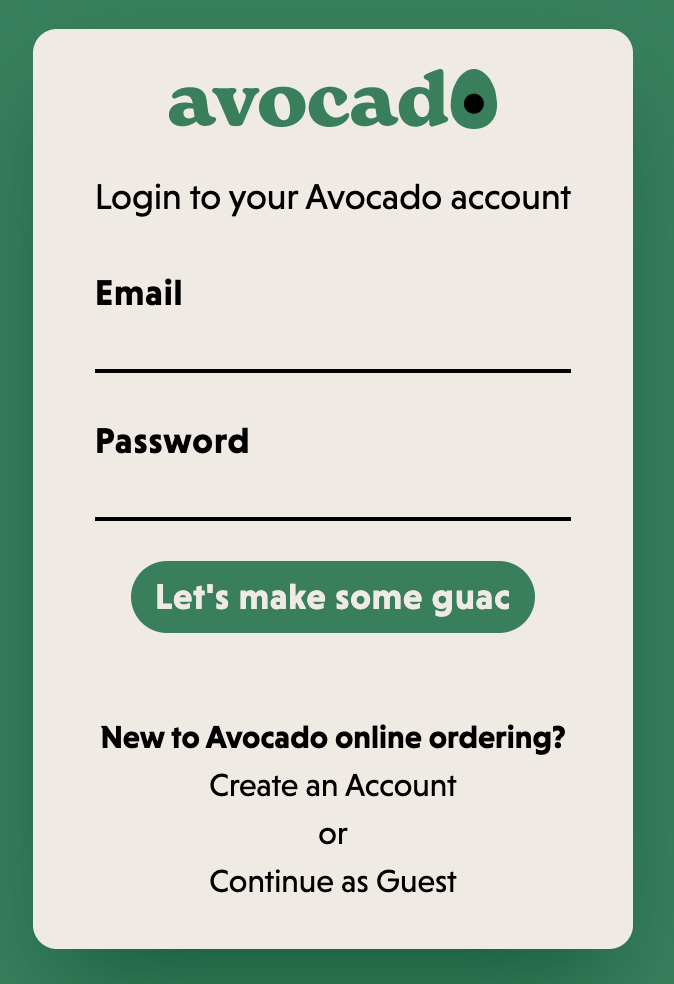 avocado
Login to your Avocado account
Email
Password
Let's make some guac
New to Avocado online ordering?
Create an Account
or
Continue as Guest